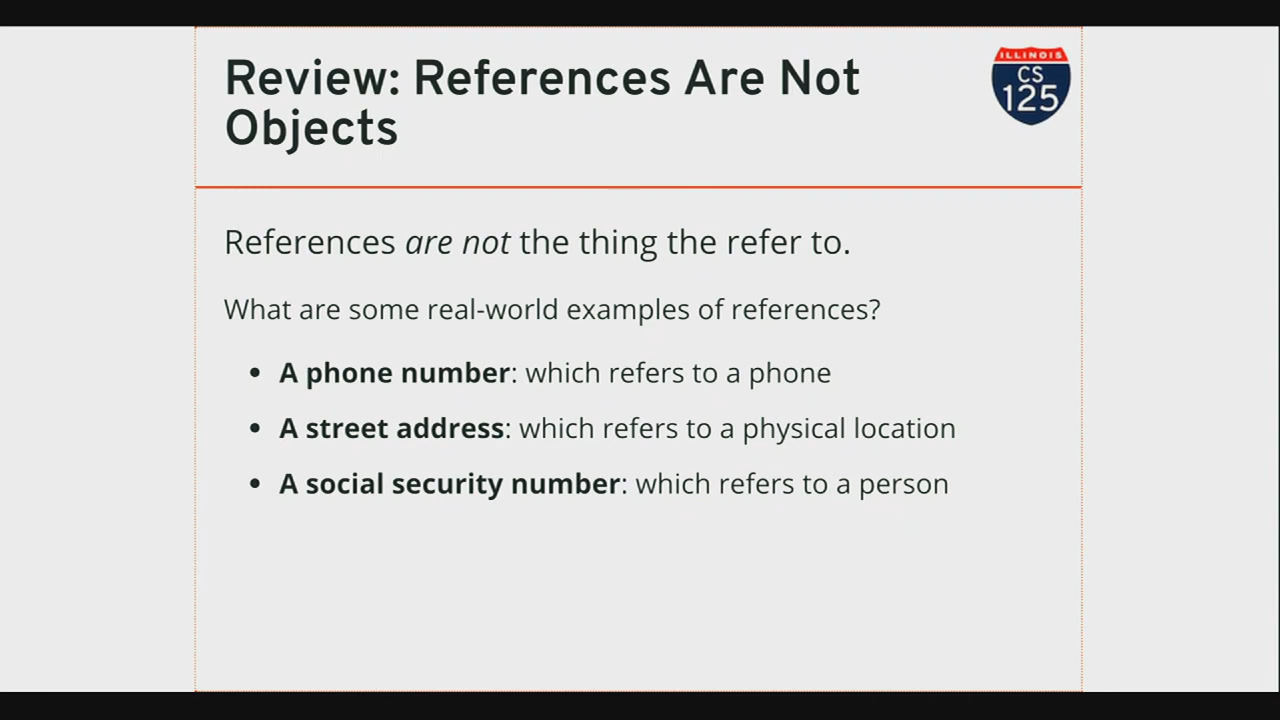 Review: References Are Not
Objects
ILLINOIS
CS
125
References are not the thing the refer to.
What are some real-world examples of references?
• A phone number: which refers to a phone
• A street address: which refers to a physical location
• A social security number: which refers to a person